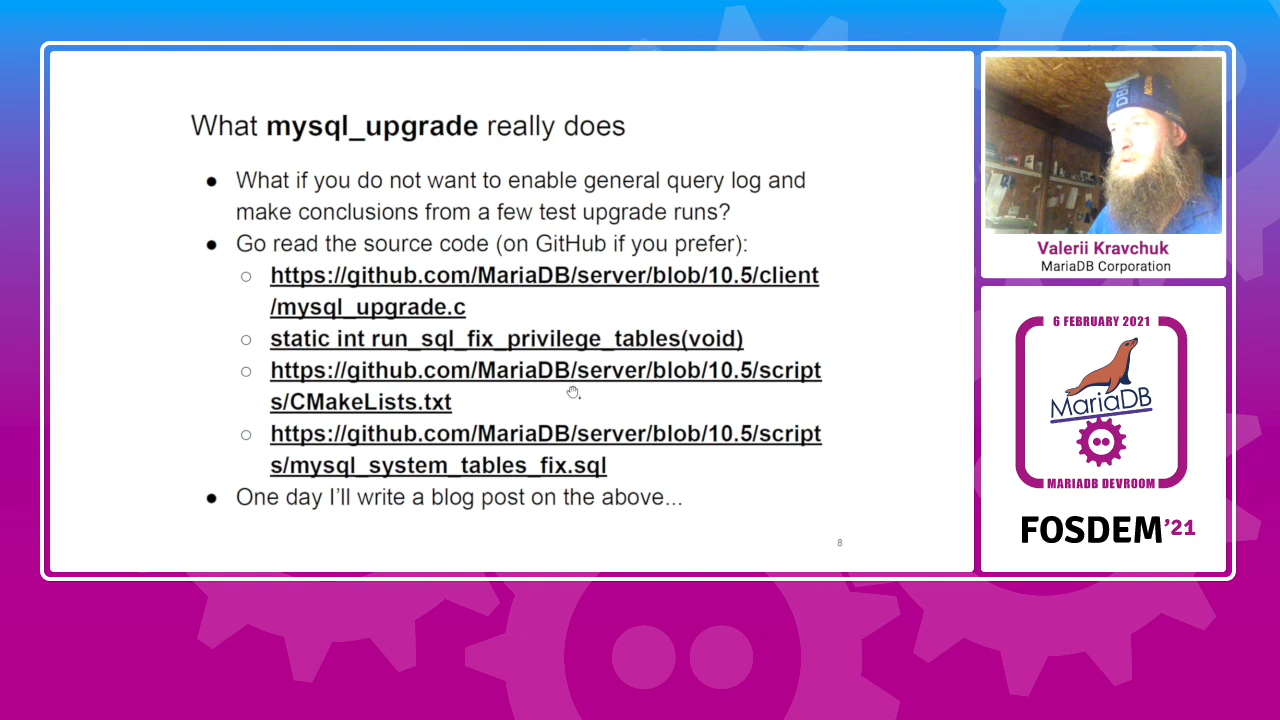 What mysql_upgrade really does
● What if you do not want to enable general query log and
make conclusions from a few test upgrade runs?
● Go read the source code (on GitHub if you prefer):
○ https://github.com/MariaDB/server/blob/10.5/client
/mysql_upgrade.c
○ static int run_sql_fix_privilege_tables(void)
○ https://github.com/MariaDB/server/blob/10.5/script
s/CMakeLists.txt
○ https://github.com/MariaDB/server/blob/10.5/script
s/mysql_system_tables_fix.sql
● One day I’ll write a blog post on the above...
8
Valerii Kravchuk
MariaDB Corporation
6 FEBRUARY 2021
MariaDB
MARIADB DEVROOM
FOSDEM’21